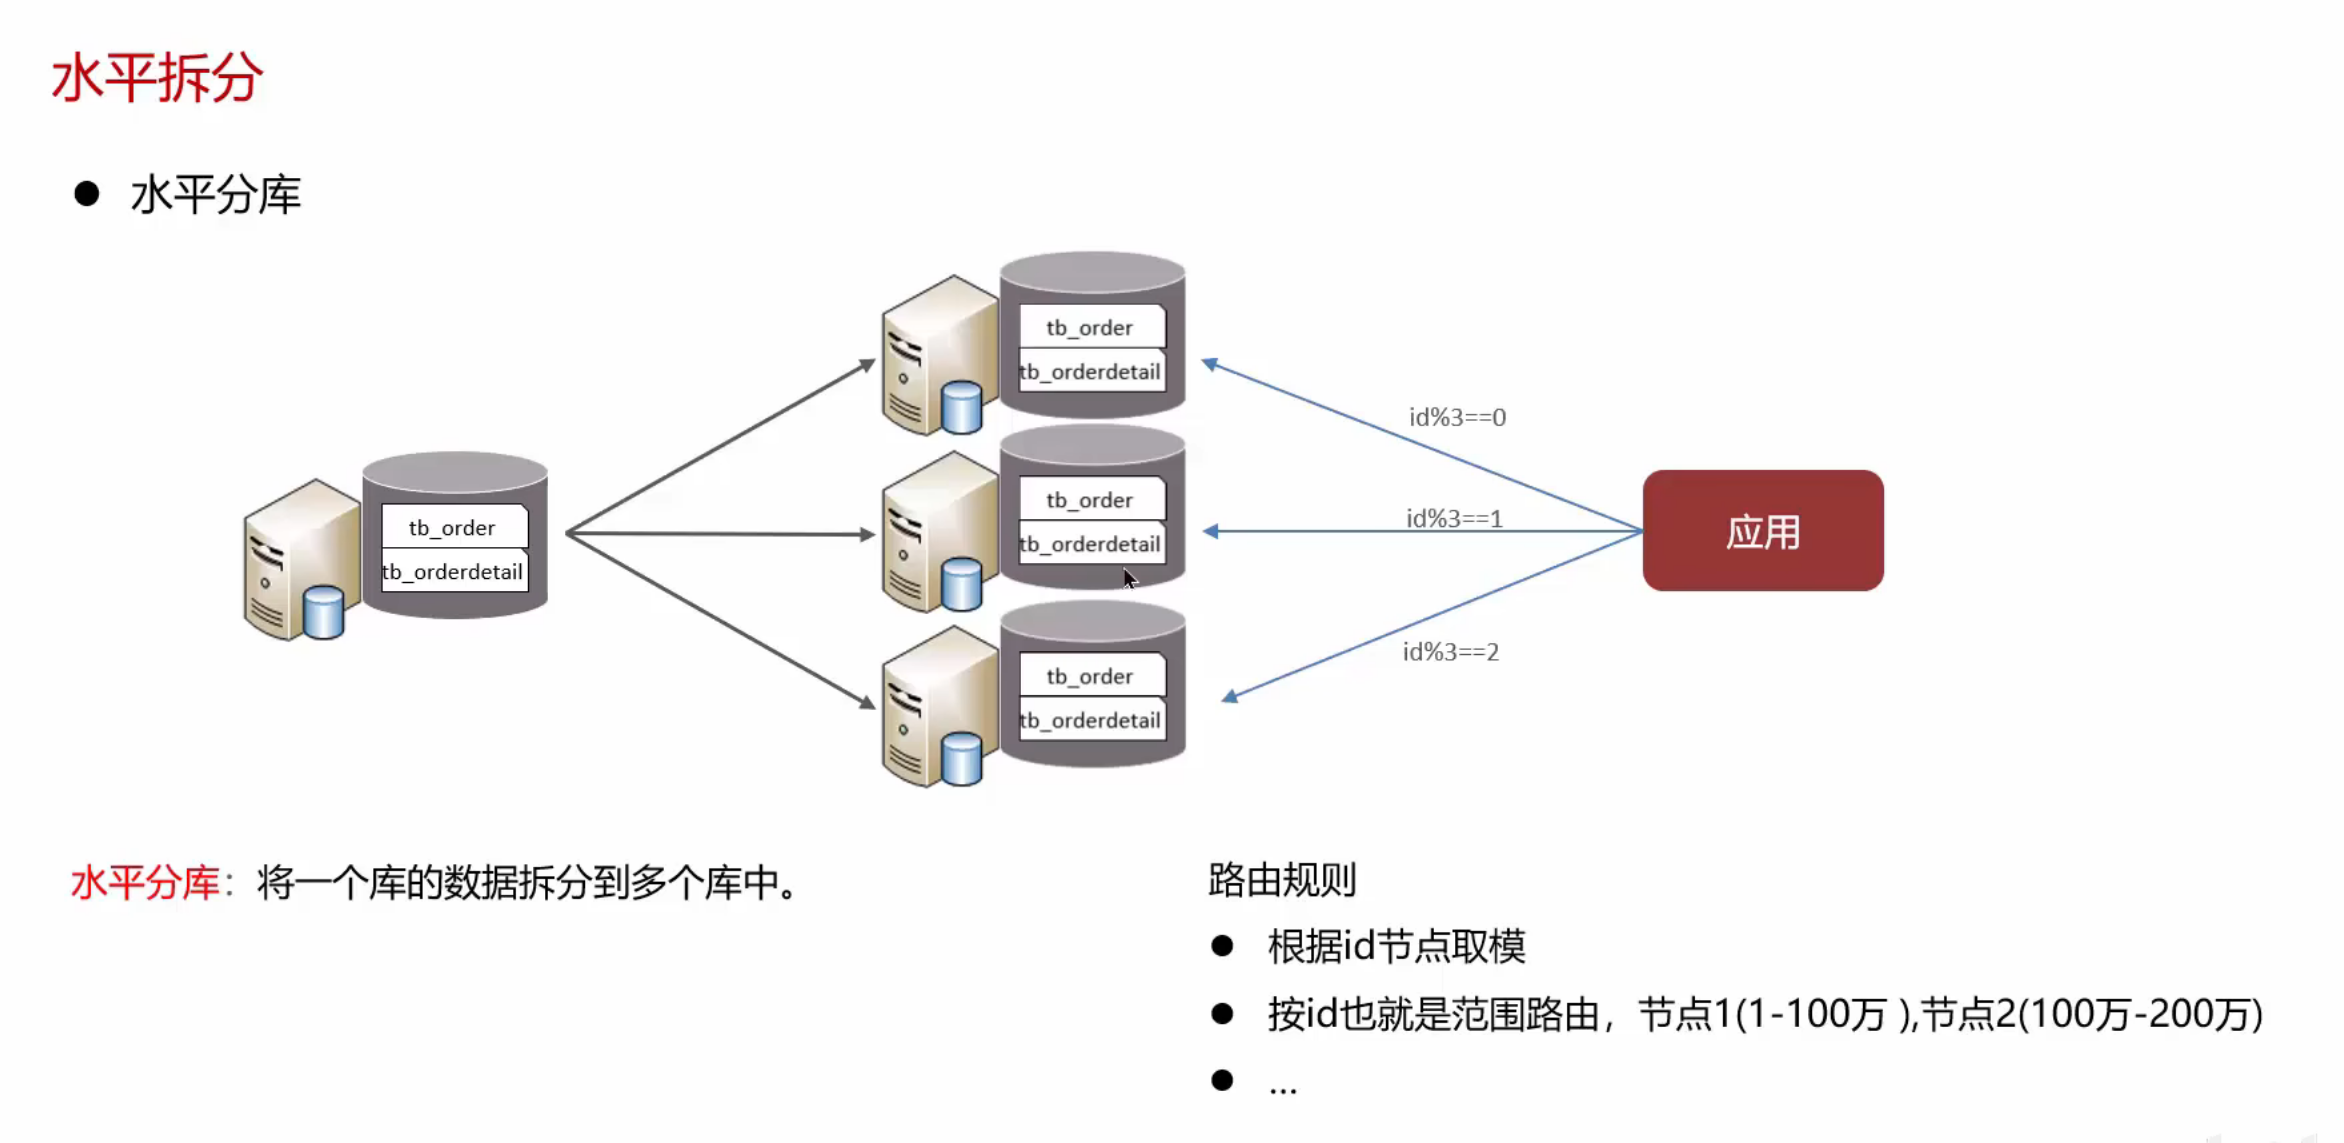 水平拆分
● 水平分库
tb_order
tb_orderdetail
tb_order
tb_orderdetail
tb_order
tb_orderdetail
tb_order
tb_orderdetail
id%3==0
id%3==1
id%3==2
应用
水平分库：将一个库的数据拆分到多个库中。
路由规则
● 根据id节点取模
● 按id也就是范围路由，节点1(1-100万 ),节点2(100万-200万)
● ...